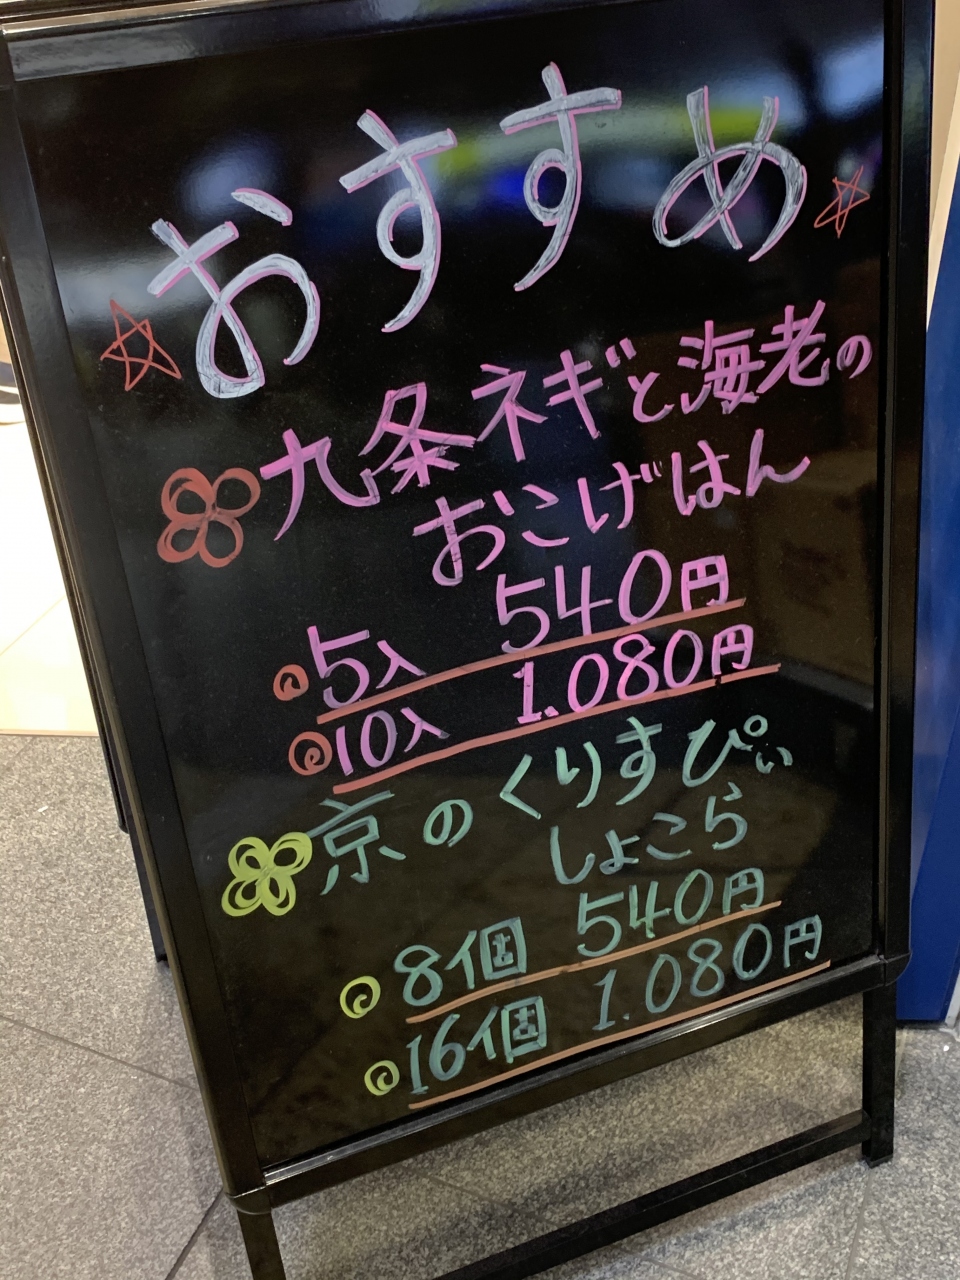 おすすめ
九条ネギと海老の
おこげはん
5入 540円
10入 1.080円
京のくりすぴぃ
しょこら
8個 540円
16個 1.080円